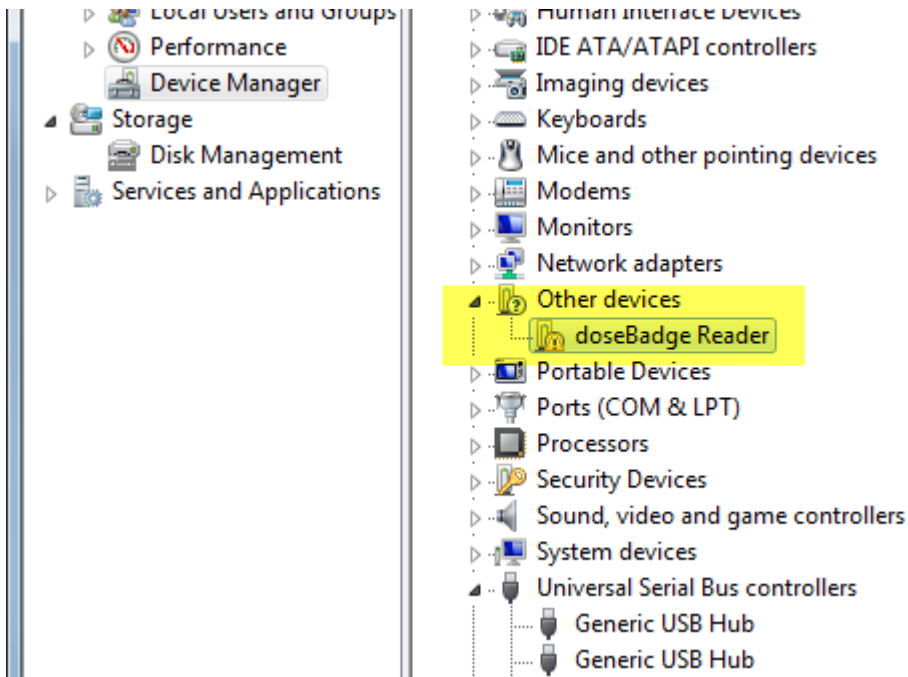 Local Users and Groups
Performance
Device Manager
Storage
Disk Management
Services and Applications
Human Interface Devices
IDE ATA/ATAPI controllers
Imaging devices
Keyboards
Mice and other pointing devices
Modems
Monitors
Network adapters
Other devices
doseBadge Reader
Portable Devices
Ports (COM & LPT)
Processors
Security Devices
Sound, video and game controllers
System devices
Universal Serial Bus controllers
Generic USB Hub
Generic USB Hub